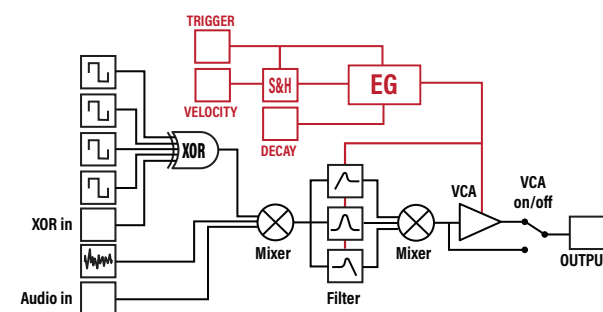 TRIGGER
S&H
EG
VELOCITY
DECAY
XOR
XOR in
Audio in
Mixer
Filter
Mixer
VCA
VCA
on/off
OUTPU